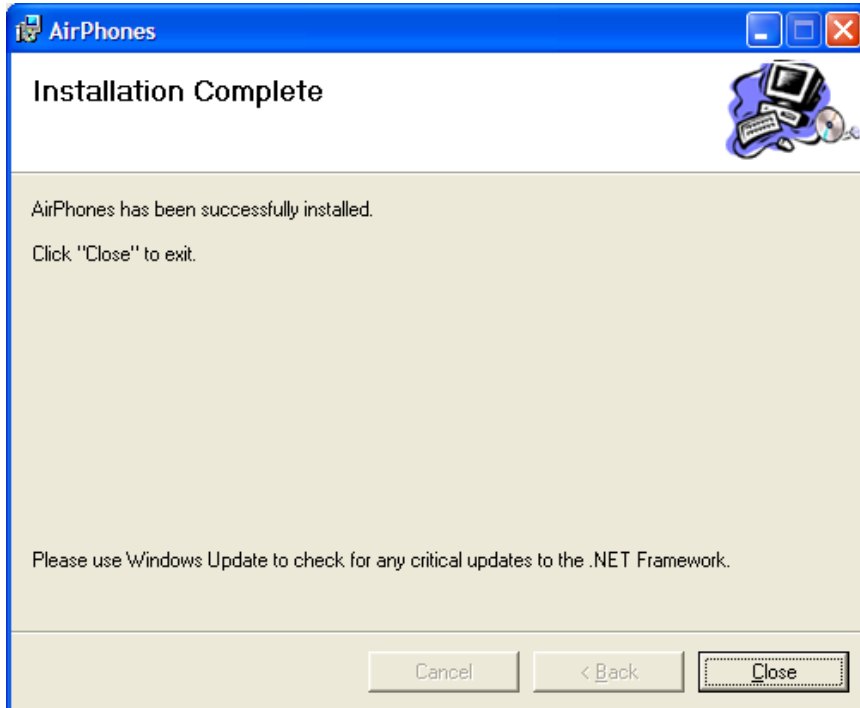 AirPhones
Installation Complete
AirPhones has been successfully installed.
Click "Close" to exit.
Please use Windows Update to check for any critical updates to the .NET Framework.
Cancel
< Back
Close